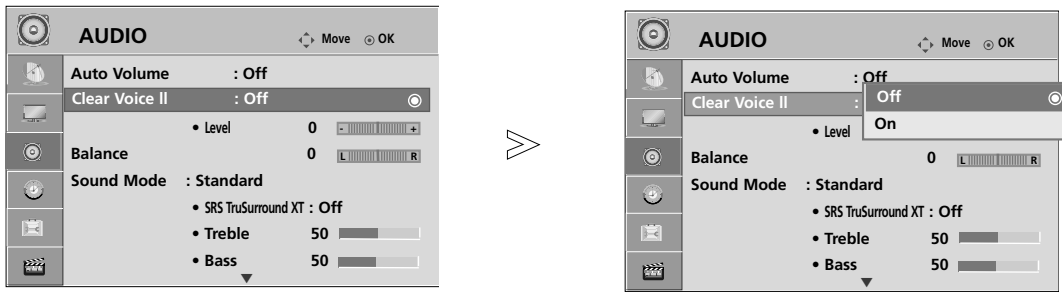 AUDIO
Move OK
Auto Volume : Off
Clear Voice II : Off
• Level 0 - +
Balance 0 L R
Sound Mode : Standard
• SRS TruSurround XT : Off
• Treble 50
• Bass 50
AUDIO
Move OK
Auto Volume : Off
Clear Voice II :
Off
On
• Level
Balance 0 L R
Sound Mode : Standard
• SRS TruSurround XT : Off
• Treble 50
• Bass 50